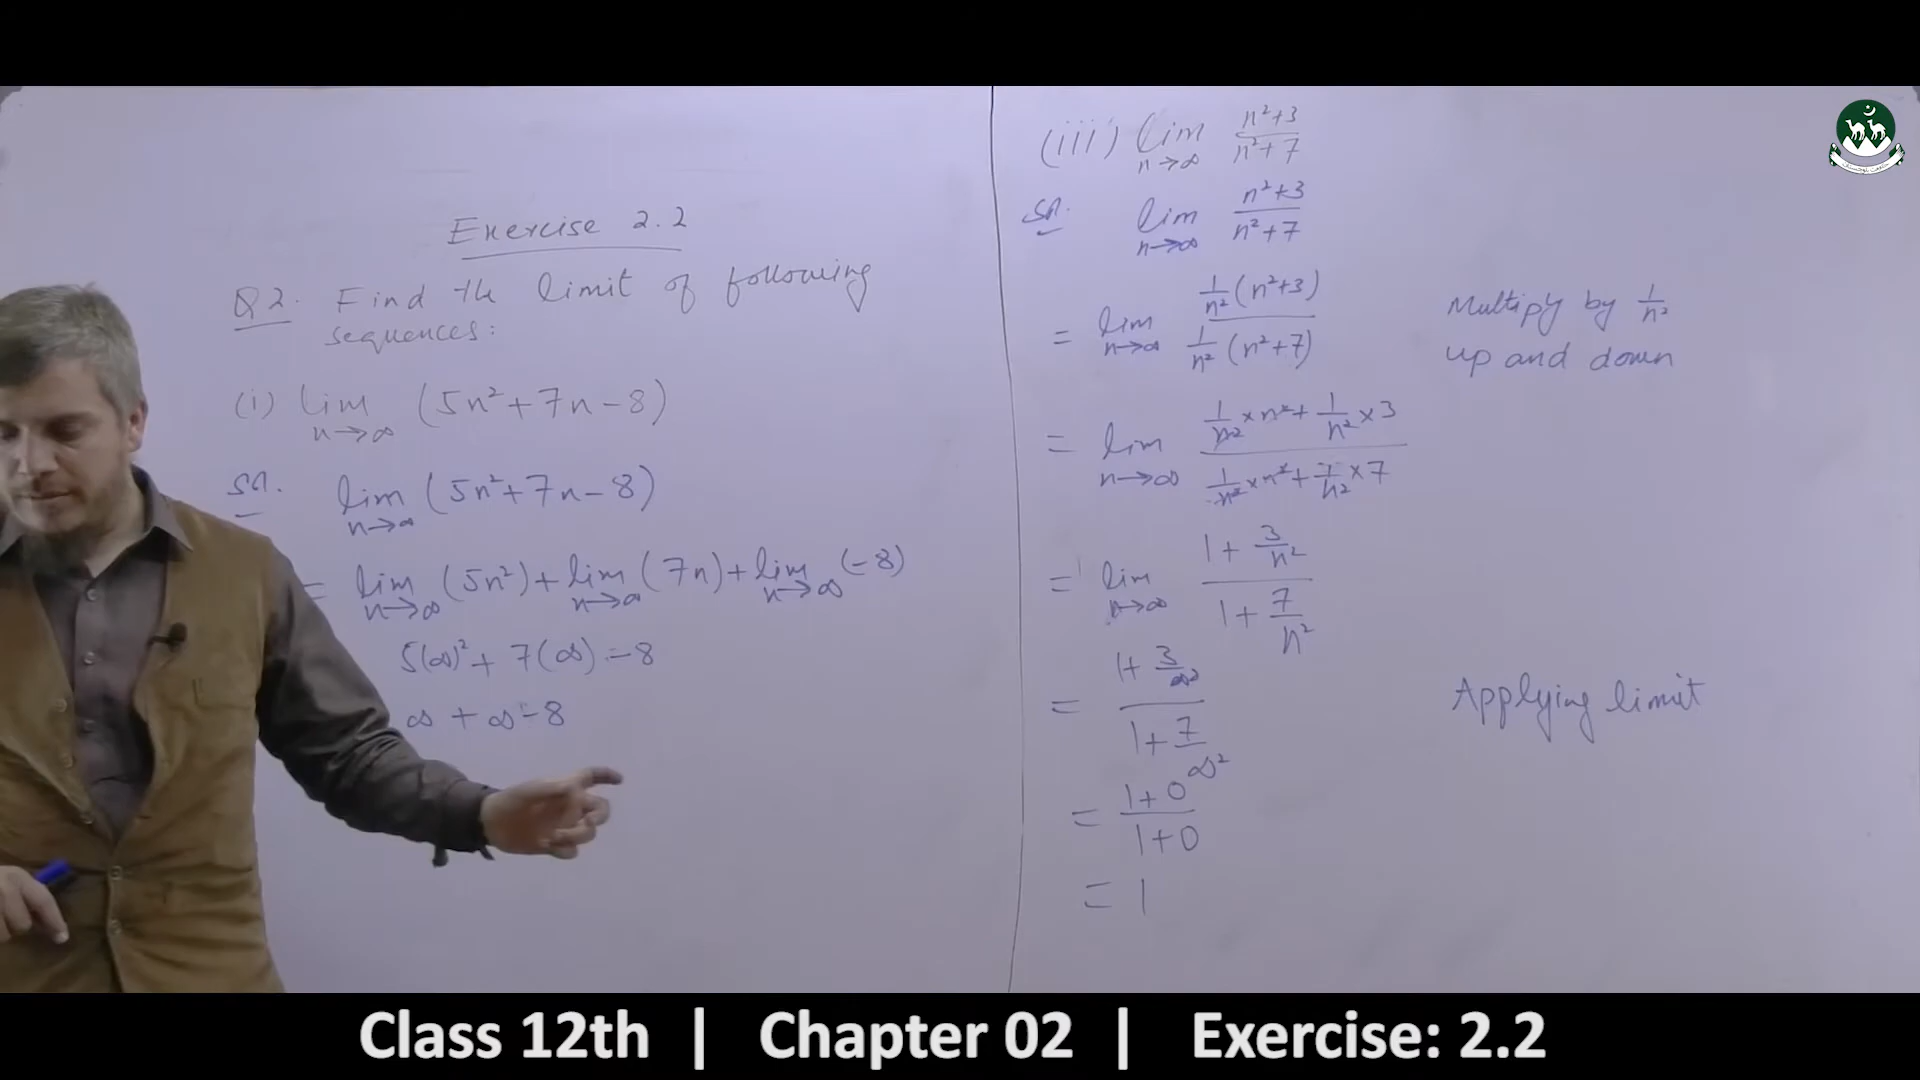 Exercise 2.2
Q2. Find the limit of following
sequences:
(i) lim n→∞ (5n²+7n-8)
Sol. lim n→∞ (5n²+7n-8)
= lim n→∞ (5n²) + lim n→∞ (7n) + lim n→∞ (-8)
5(∞)² + 7(∞) - 8
∞ + ∞ - 8
(iii) lim n→∞ (n²+3)/(n²+7)
Sol. lim n→∞ (n²+3)/(n²+7)
= lim n→∞ (1/n² (n²+3))/(1/n² (n²+7)) Multiply by 1/n²
up and down
= lim n→∞ (1/n² × n² + 1/n² × 3)/(1/n² × n² + 1/n² × 7)
= lim n→∞ (1 + 3/n²)/(1 + 7/n²)
= (1 + 3/∞²)/(1 + 7/∞²) Applying limit
= (1+0)/(1+0)
= 1
Class 12th | Chapter 02 | Exercise: 2.2